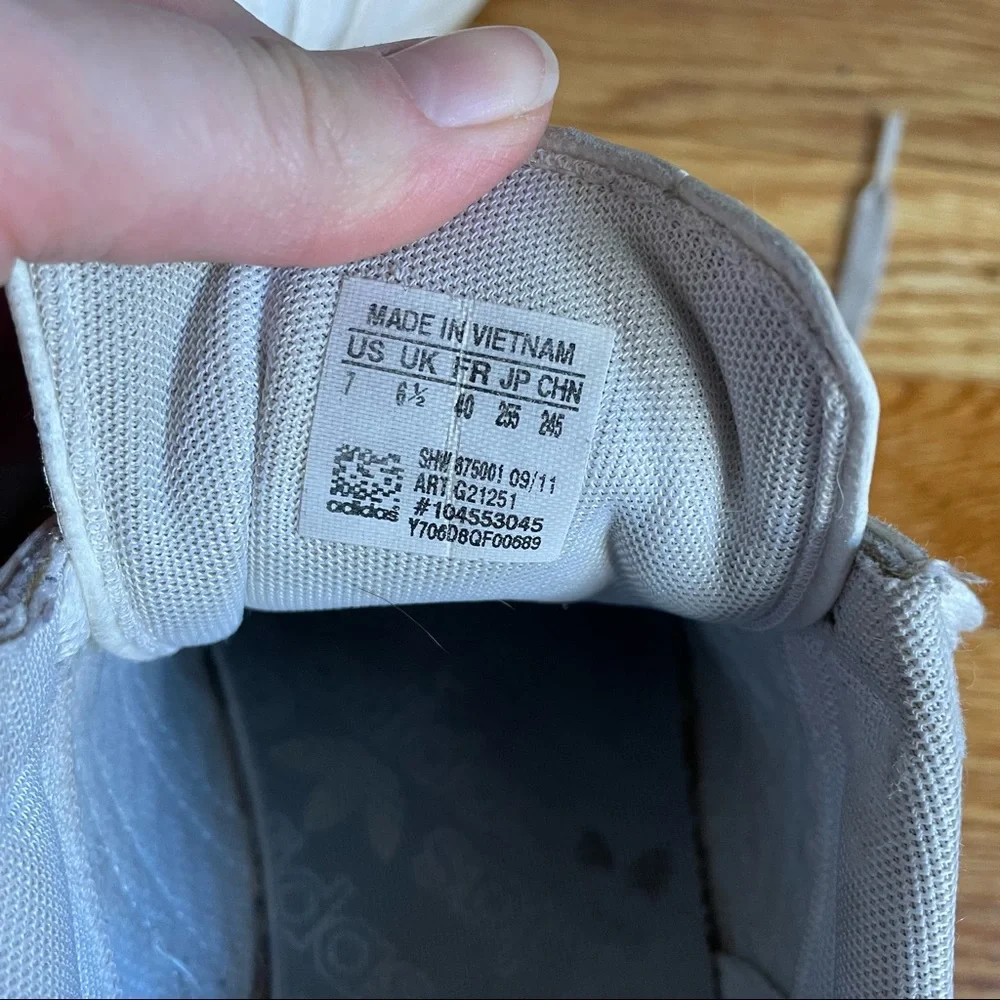 MADE IN VIETNAM
US UK FR JP CHN
7 6½ 40 255 245
SHW 675001 09/11
ART G21251
#104553045
adidas
Y706D8QF00689